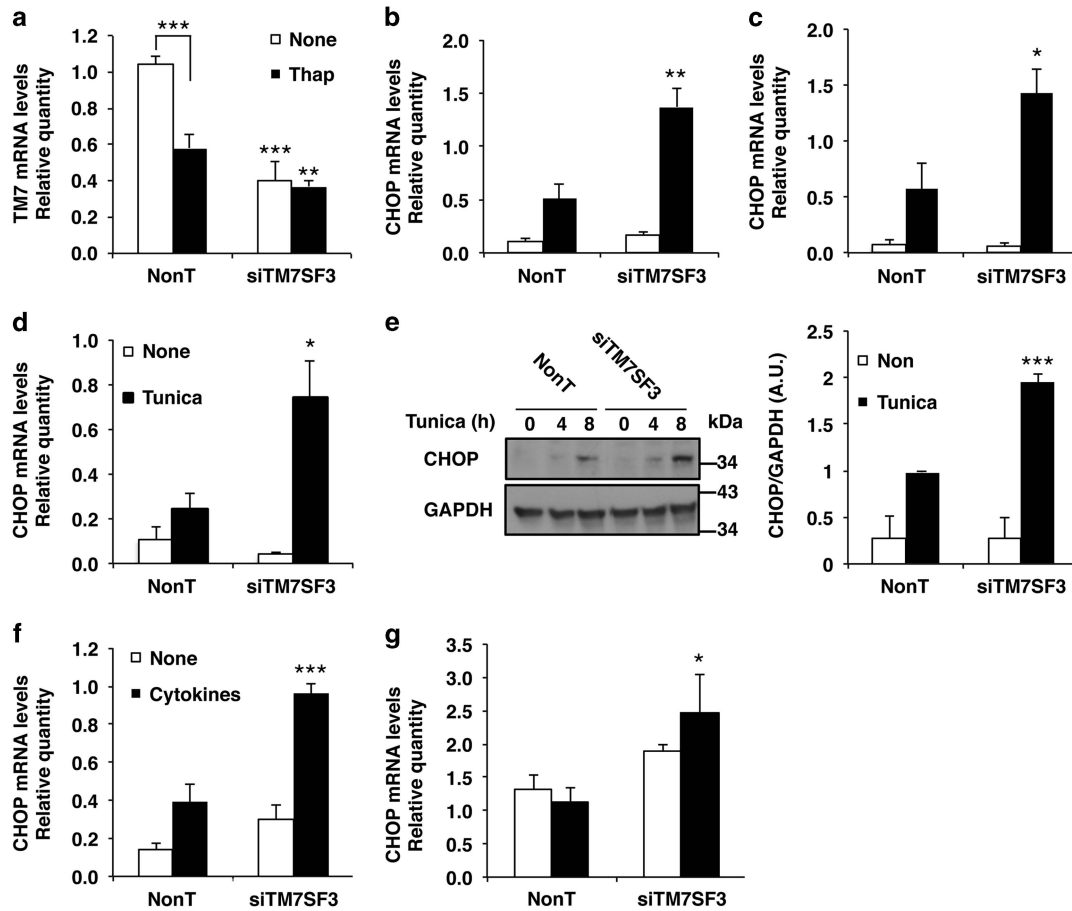 a
TM7 mRNA levels
Relative quantity
1.2
1.0
0.8
0.6
0.4
0.2
0.0
***
None
Thap
***
**
NonT
siTM7SF3
b
CHOP mRNA levels
Relative quantity
2.0
1.5
1.0
0.5
0.0
**
NonT
siTM7SF3
c
CHOP mRNA levels
Relative quantity
2.0
1.5
1.0
0.5
0.0
*
NonT
siTM7SF3
d
CHOP mRNA levels
Relative quantity
1.0
0.8
0.6
0.4
0.2
0.0
None
Tunica
*
NonT
siTM7SF3
e
NonT
siTM7SF3
Tunica (h) 0 4 8 0 4 8 kDa
CHOP
34
GAPDH
43
34
CHOP/GAPDH (A.U.)
2.5
2
1.5
1
0.5
0
Non
Tunica
***
NonT
siTM7SF3
f
CHOP mRNA levels
Relative quantity
1.2
1.0
0.8
0.6
0.4
0.2
0.0
None
Cytokines
***
NonT
siTM7SF3
g
CHOP mRNA levels
Relative quantity
3.5
3.0
2.5
2.0
1.5
1.0
0.5
0.0
*
NonT
siTM7SF3